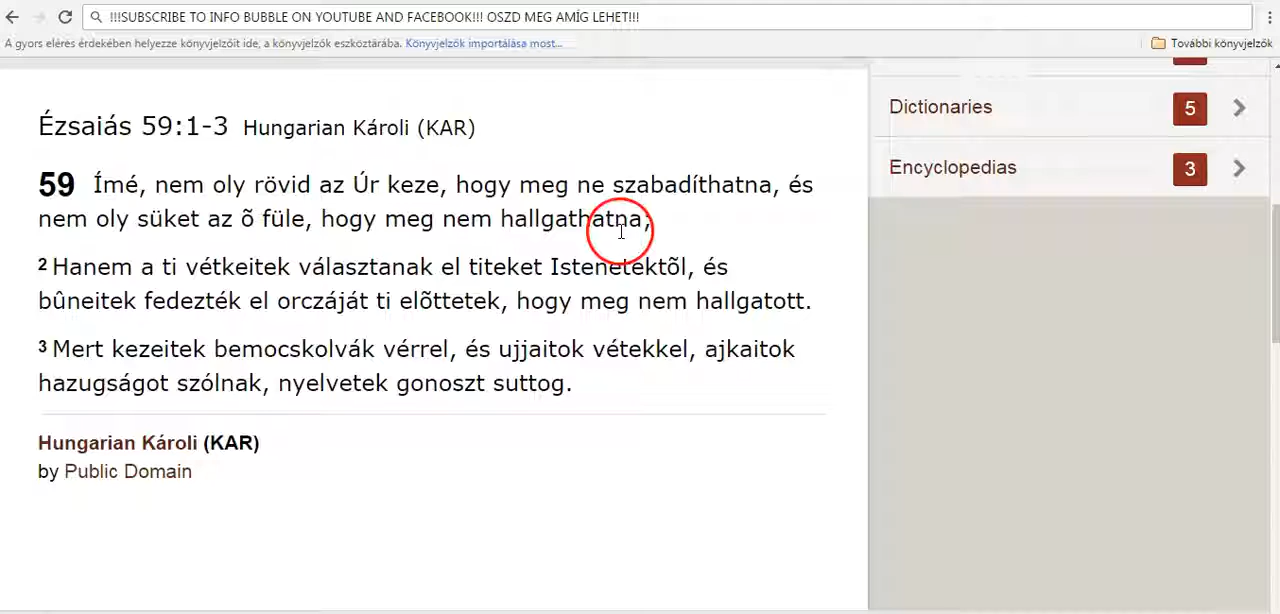 !!!SUBSCRIBE TO INFO BUBBLE ON YOUTUBE AND FACEBOOK!!! OSZD MEG AMÍG LEHET!!!
A gyors elérés érdekében helyezze könyvjelzőit ide, a könyvjelzők eszköztárába. Könyvjelzők importálása most...
További könyvjelzők
Ézsaiás 59:1-3 Hungarian Károli (KAR)
59 Ímé, nem oly rövid az Úr keze, hogy meg ne szabadíthatna, és
nem oly süket az õ füle, hogy meg nem hallgathatna;
2 Hanem a ti vétkeitek választanak el titeket Istenetektõl, és
bûneitek fedezték el orczáját ti elõttetek, hogy meg nem hallgatott.
3 Mert kezeitek bemocskolvák vérrel, és ujjaitok vétekkel, ajkaitok
hazugságot szólnak, nyelvetek gonoszt suttog.
Hungarian Károli (KAR)
by Public Domain
Dictionaries 5
Encyclopedias 3